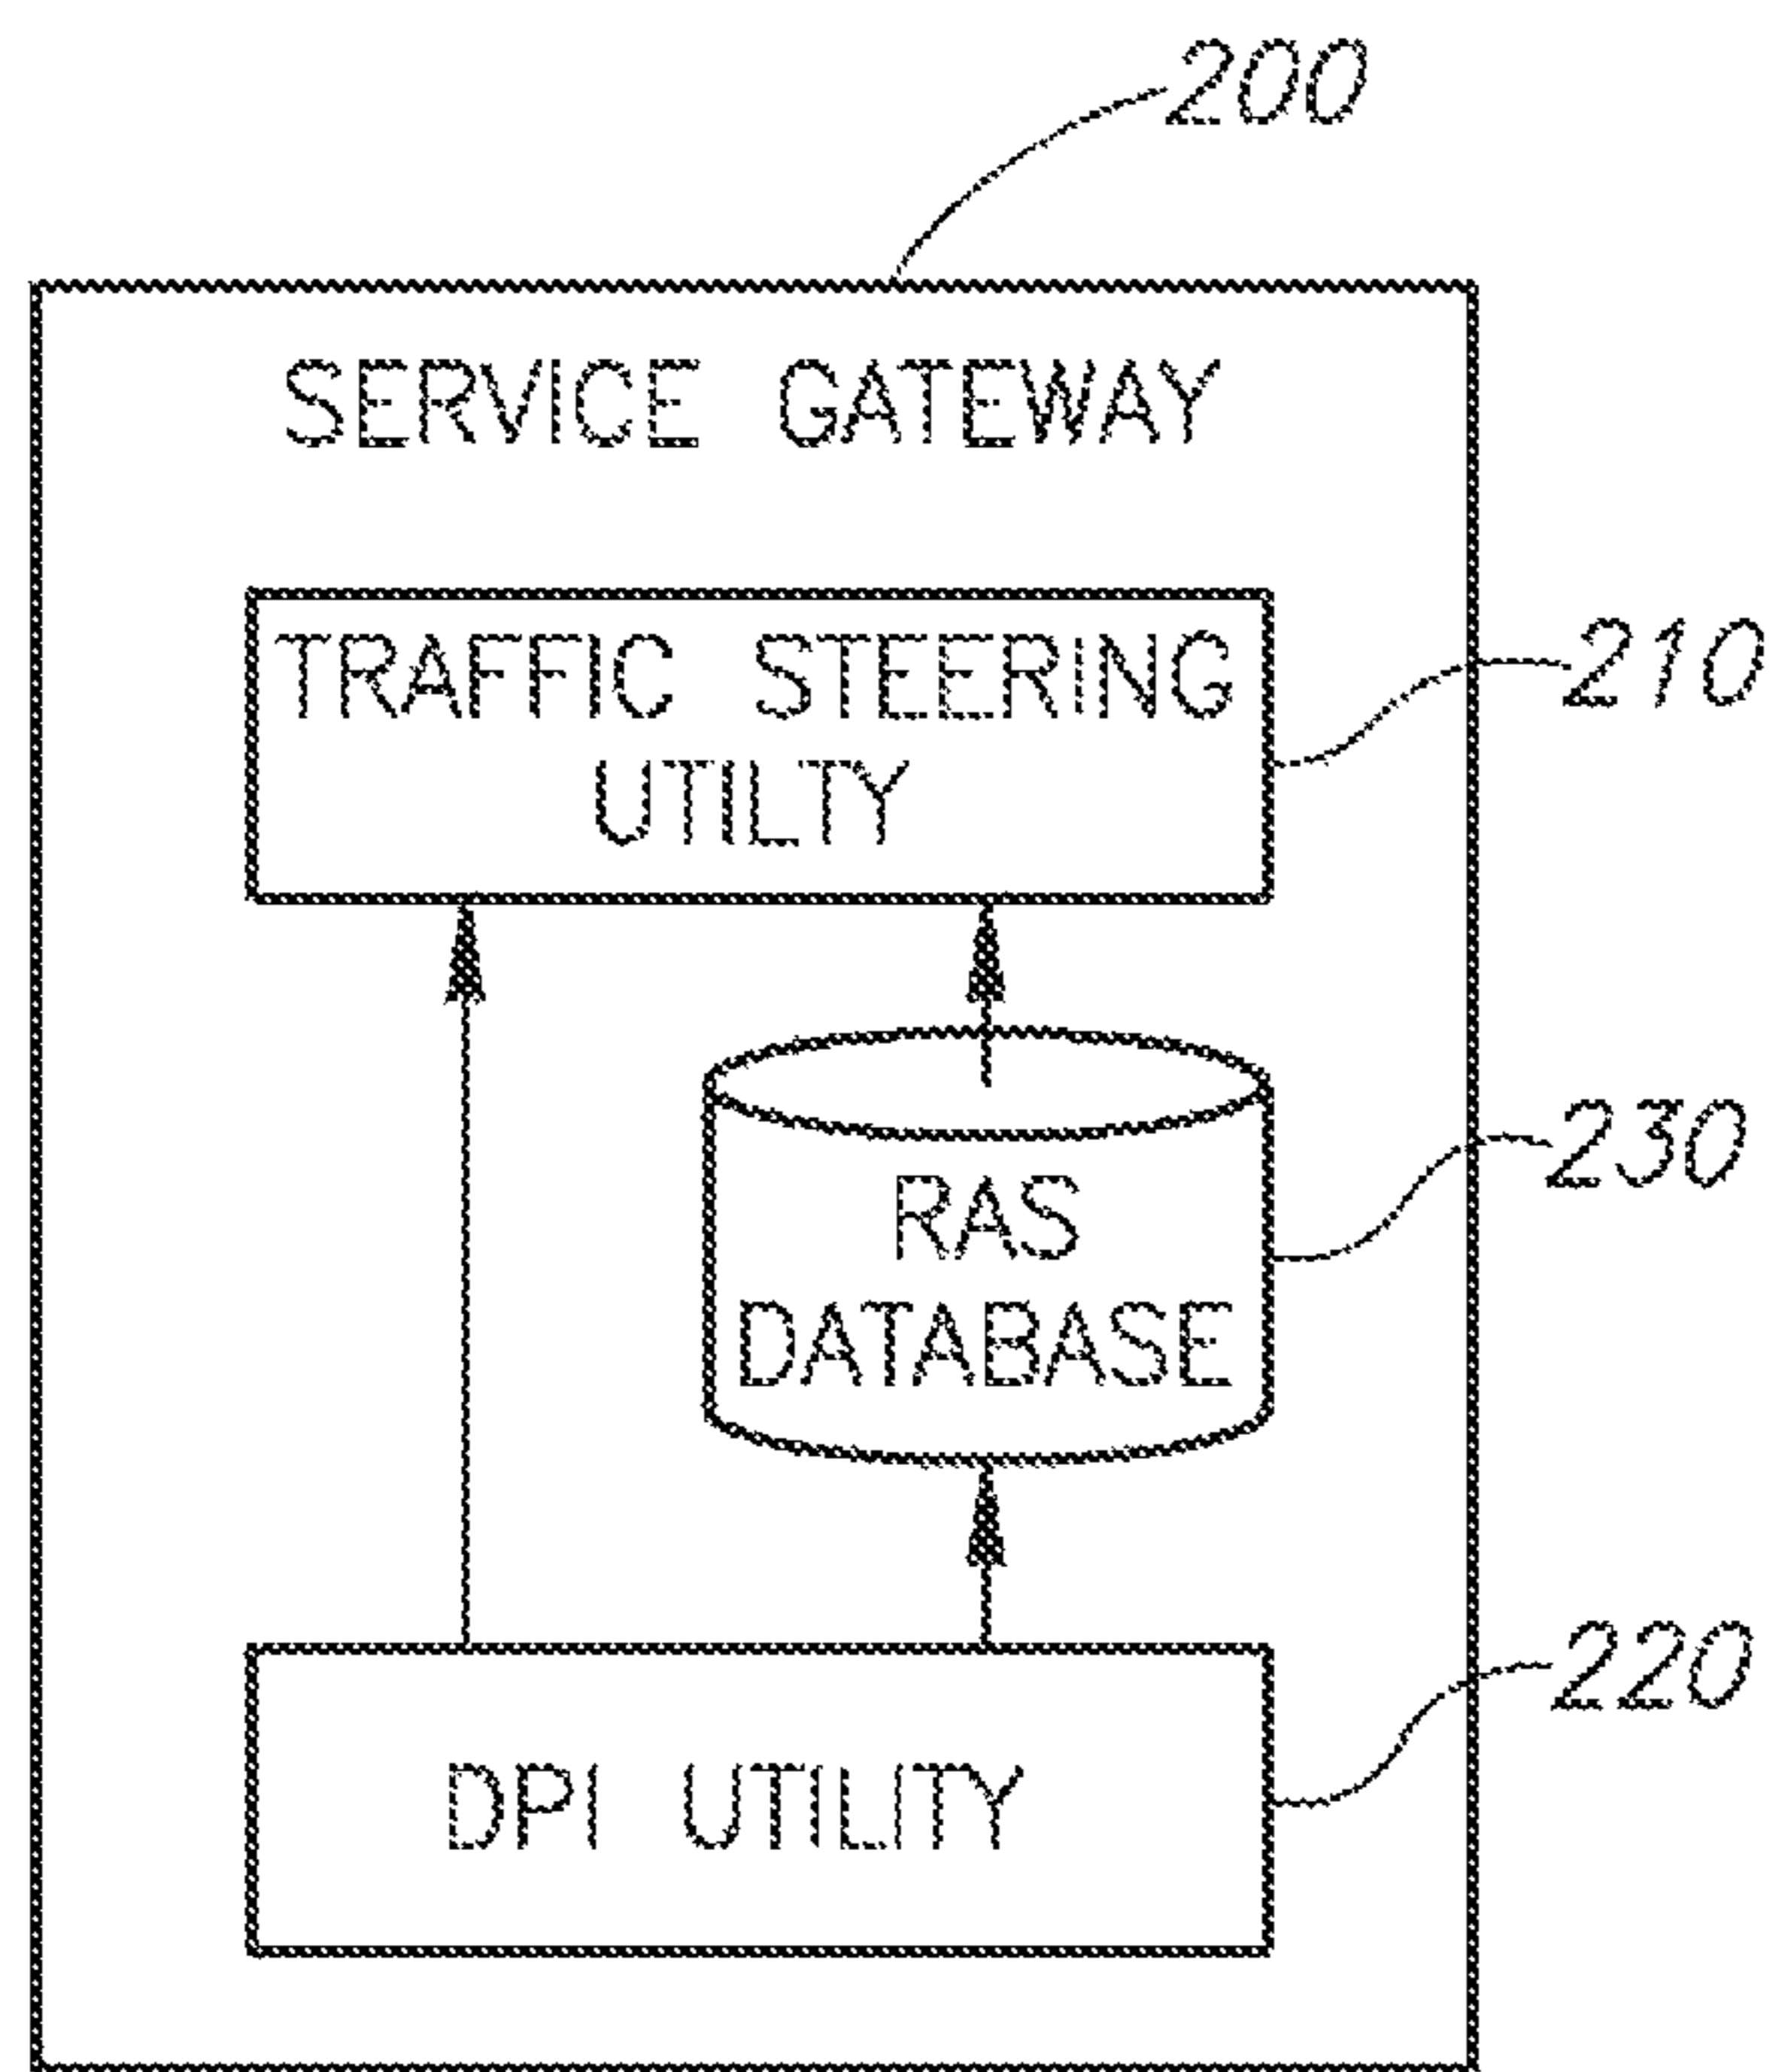 200
SERVICE GATEWAY
TRAFFIC STEERING
UTILTY
210
RAS
DATABASE
230
DPI UTILITY
220